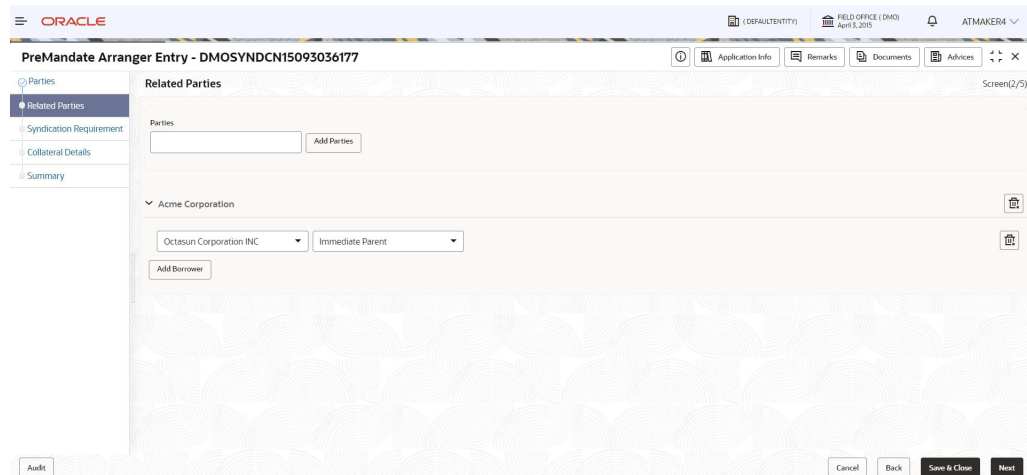 ORACLE
(DEFAULTENTITY)
FIELD OFFICE ( DMO)
April 3, 2015
ATMAKER4
PreMandate Arranger Entry - DMOSYNDCN15093036177
Application Info
Remarks
Documents
Advices
Parties
Related Parties
Syndication Requirement
Collateral Details
Summary
Related Parties
Screen(2/5)
Parties
Add Parties
Acme Corporation
Octasun Corporation INC
Immediate Parent
Add Borrower
Audit
Cancel
Back
Save & Close
Next